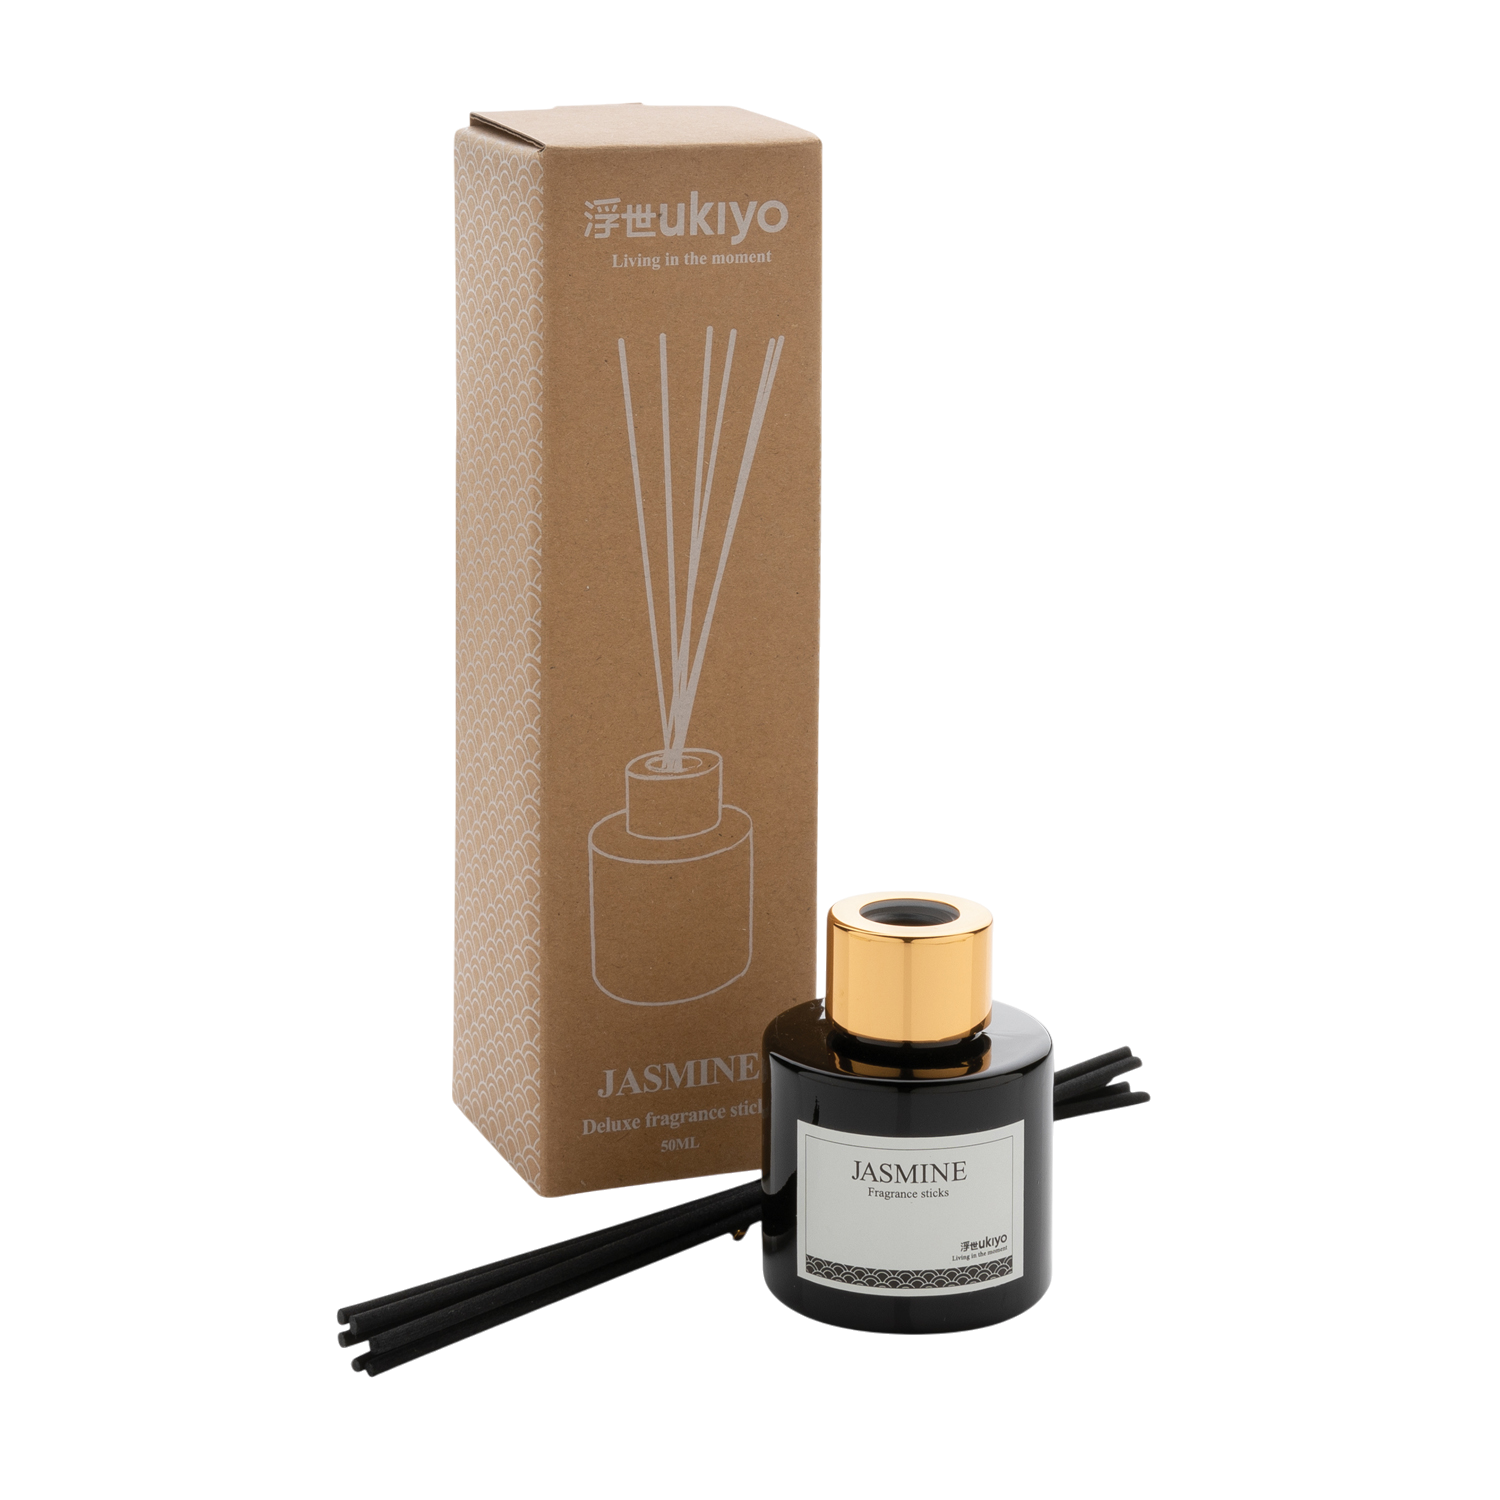 浮世ukiyo
Living in the moment
JASMINE
Deluxe fragrance stick
50ML
JASMINE
Fragrance sticks
浮世ukiyo
Living in the moment